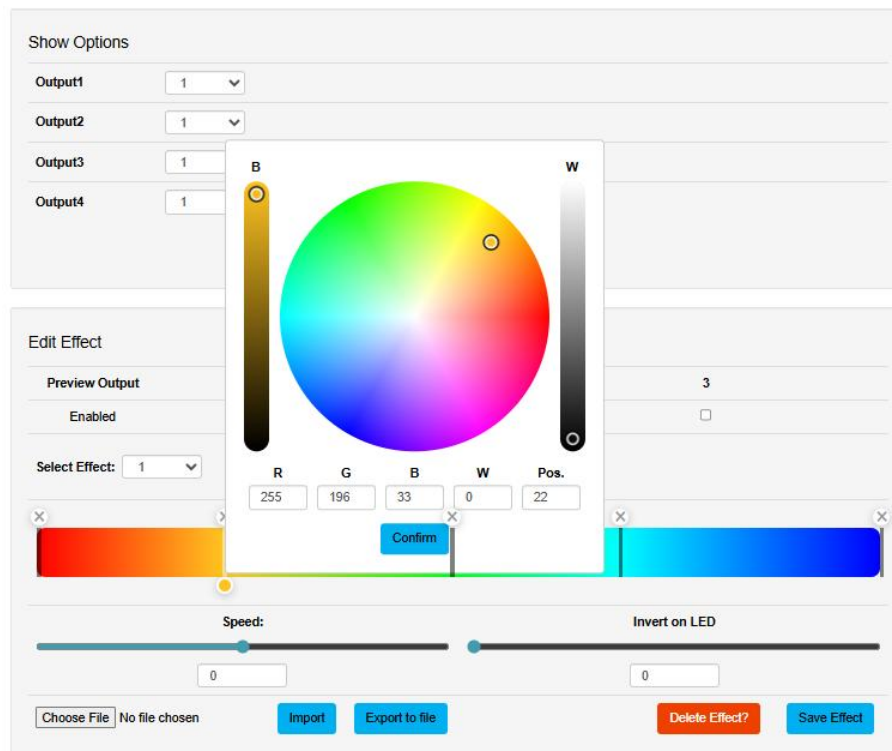 Show Options
Output1 1
Output2 1
Output3 1
Output4 1
B W
R G B W Pos.
255 196 33 0 22
Confirm
Edit Effect
Preview Output 3
Enabled
Select Effect: 1
Speed: Invert on LED
0 0
Choose File No file chosen Import Export to file Delete Effect? Save Effect